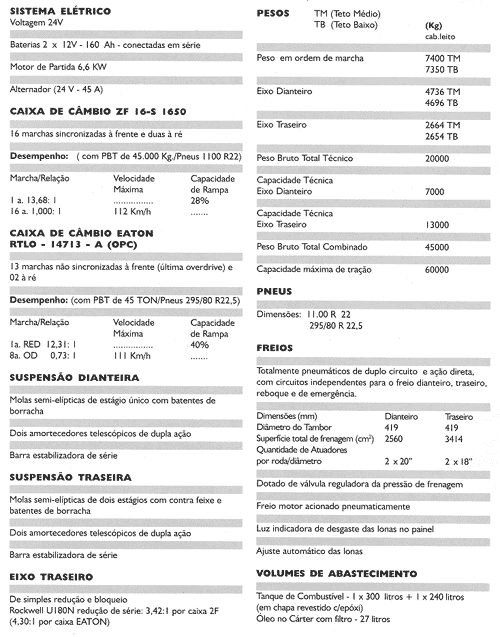 SISTEMA ELÉTRICO
Voltagem 24V
Baterias 2 x 12V - 160 Ah - conectadas em série
Motor de Partida 6,6 KW
Alternador (24 V - 45 A)
CAIXA DE CÂMBIO ZF 16-S 1650
16 marchas sincronizadas à frente e duas à ré
Desempenho: ( com PBT de 45.000 Kg./Pneus 1100 R22)
Marcha/Relação Velocidade Capacidade
Máxima de Rampa
1 a. 13,68: 1 ................ 28%
16 a. 1,000: 1 112 Km/h .......
CAIXA DE CÂMBIO EATON
RTLO - 14713 - A (OPC)
13 marchas não sincronizadas à frente (última overdrive) e
02 à ré
Desempenho: (com PBT de 45 TON/Pneus 295/80 R22,5)
Marcha/Relação Velocidade Capacidade
Máxima de Rampa
1a. RED 12,31: 1 ................ 40%
8a. OD 0,73: 1 111 Km/h .......
SUSPENSÃO DIANTEIRA
Molas semi-elípticas de estágio único com batentes de
borracha
Dois amortecedores telescópicos de dupla ação
Barra estabilizadora de série
SUSPENSÃO TRASEIRA
Molas semi-elípticas de dois estágios com contra feixe e
batentes de borracha
Dois amortecedores telescópicos de dupla ação
Barra estabilizadora de série
EIXO TRASEIRO
De simples redução e bloqueio
Rockwell U180N redução de série: 3,42:1 por caixa 2F
(4,30:1 por caixa EATON)
PESOS TM (Teto Médio)
TB (Teto Baixo) (Kg)
cab.leito
Peso em ordem de marcha 7400 TM
7350 TB
Eixo Dianteiro 4736 TM
4696 TB
Eixo Traseiro 2664 TM
2654 TB
Peso Bruto Total Técnico 20000
Capacidade Técnica
Eixo Dianteiro 7000
Capacidade Técnica
Eixo Traseiro 13000
Peso Bruto Total Combinado 45000
Capacidade máxima de tração 60000
PNEUS
Dimensões: 11.00 R 22
295/80 R 22,5
FREIOS
Totalmente pneumáticos de duplo circuito e ação direta,
com circuitos independentes para o freio dianteiro, traseiro,
reboque e de emergência.
Dimensões (mm) Dianteiro Traseiro
Diâmetro do Tambor 419 419
Superfície total de frenagem (cm²) 2560 3414
Quantidade de Atuadores
por roda/diâmetro 2 x 20" 2 x 18"
Dotado de válvula reguladora da pressão de frenagem
Freio motor acionado pneumaticamente
Luz indicadora de desgaste das lonas no painel
Ajuste automático das lonas
VOLUMES DE ABASTECIMENTO
Tanque de Combustível - 1 x 300 litros + 1 x 240 litros
(em chapa revestido c/epóxi)
Óleo no Cárter com filtro - 27 litros